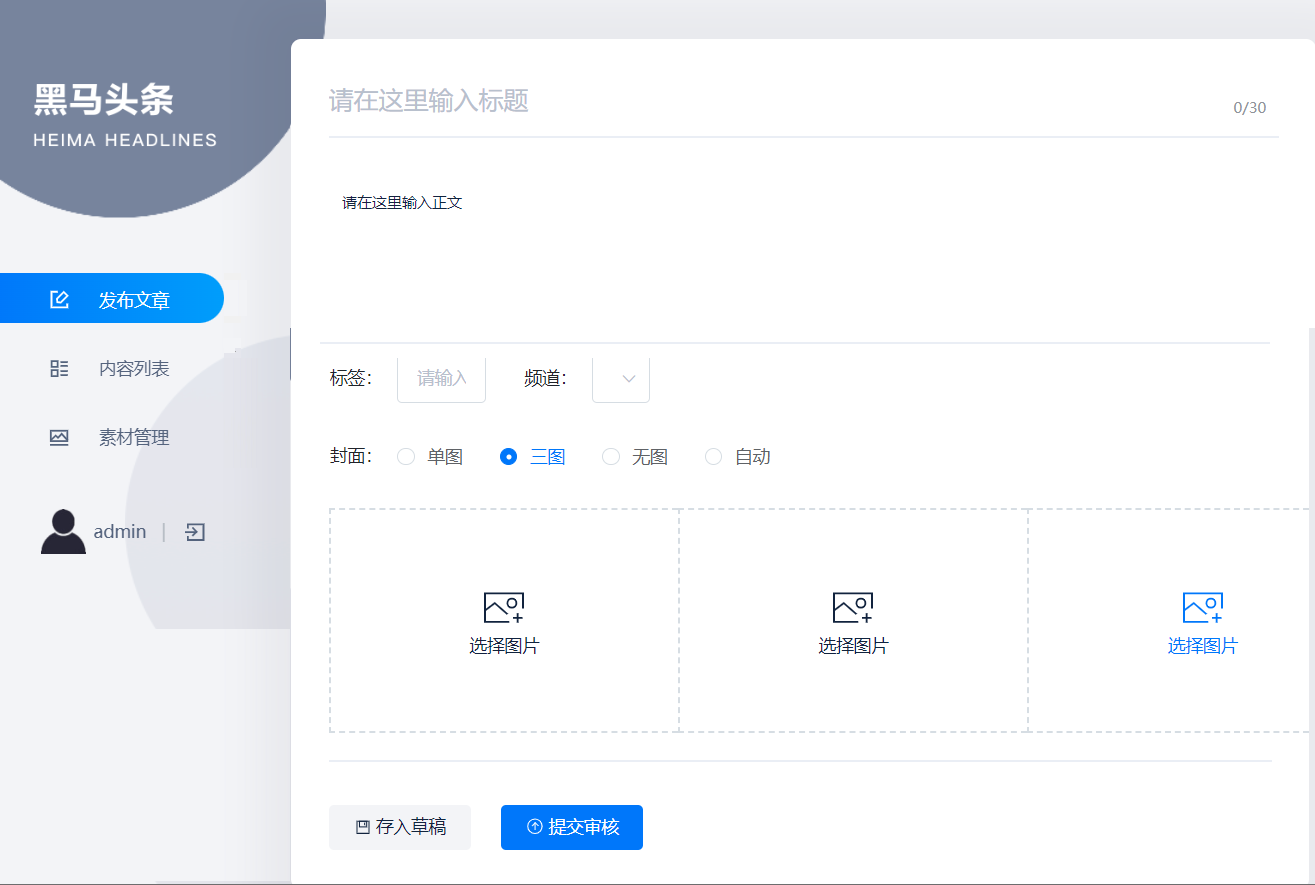 黑马头条
HEIMA HEADLINES
发布文章
内容列表
素材管理
admin
请在这里输入标题
0/30
请在这里输入正文
标签： 请输入 频道：
封面： 单图 三图 无图 自动
选择图片 选择图片 选择图片
存入草稿 提交审核